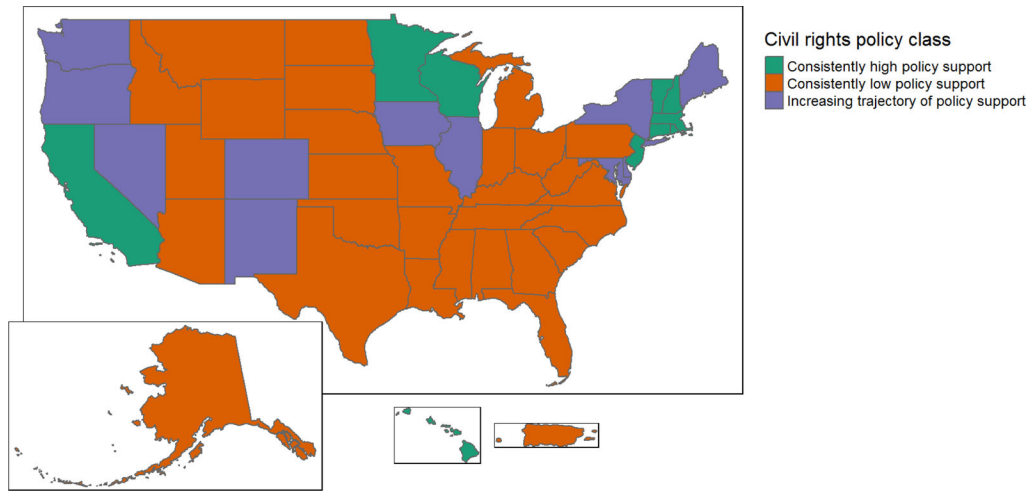 Civil rights policy class
Consistently high policy support
Consistently low policy support
Increasing trajectory of policy support